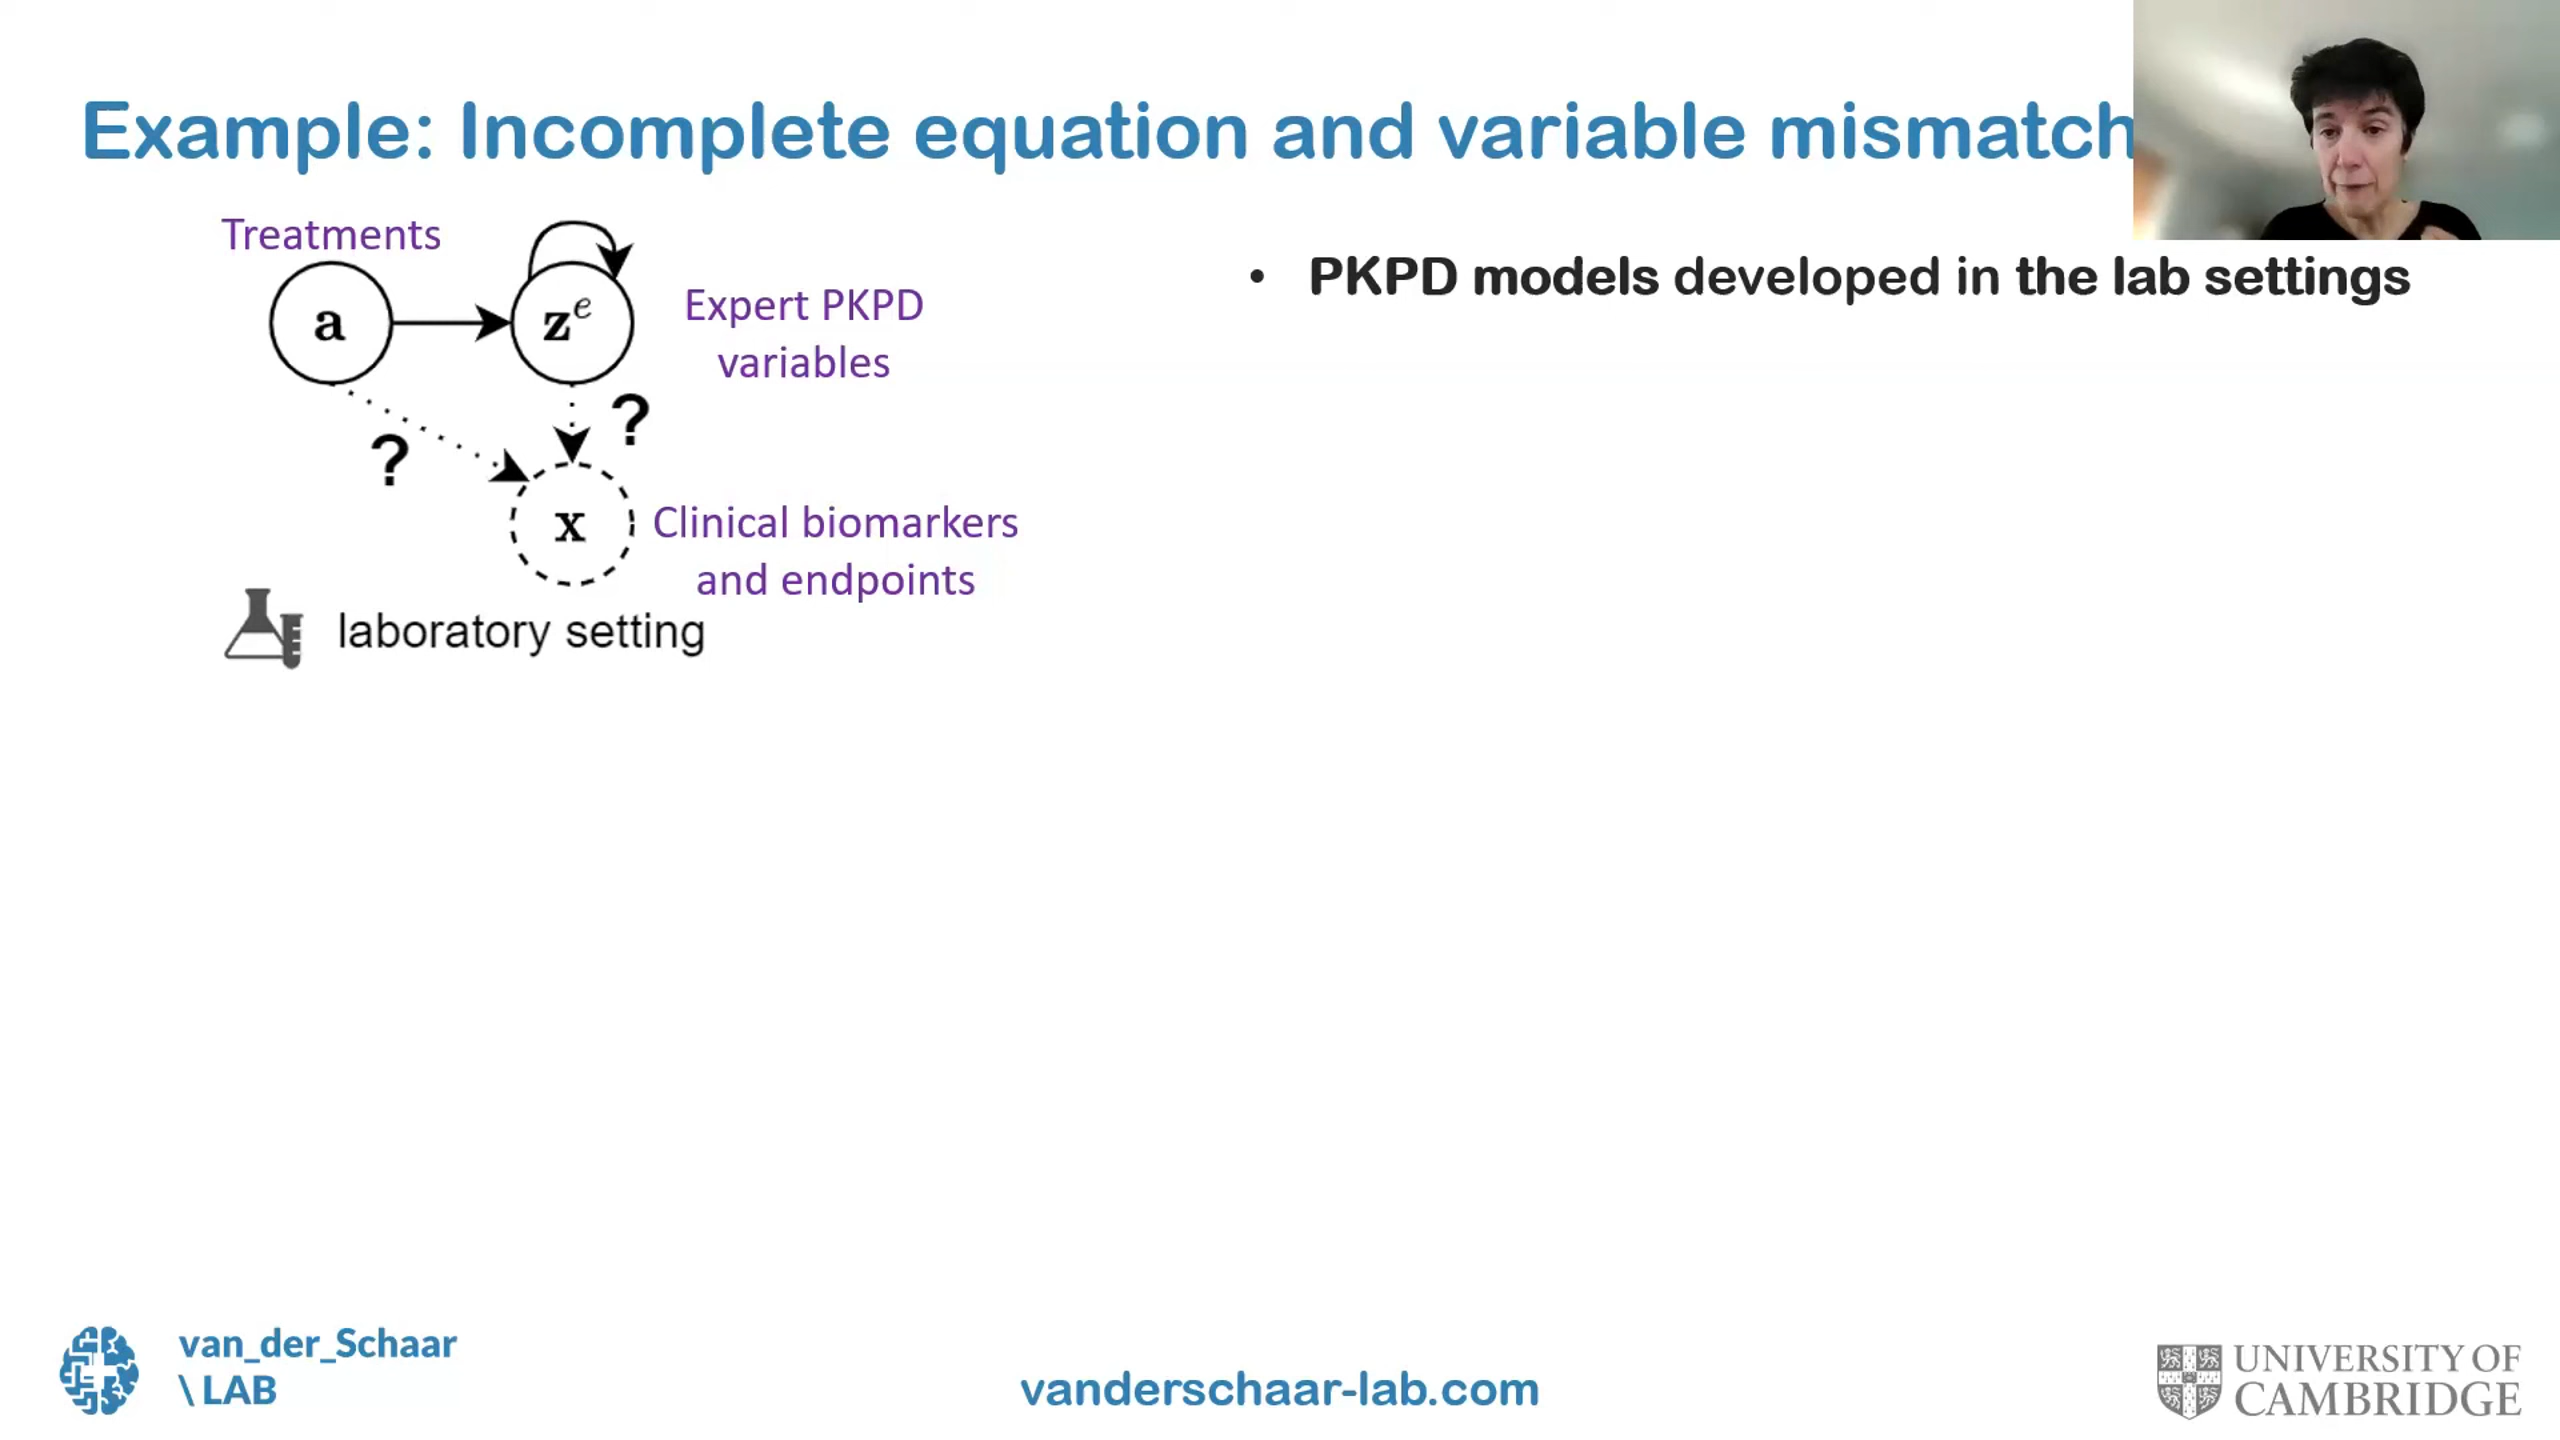 Example: Incomplete equation and variable mismatch
Treatments
a
zᵉ
Expert PKPD
variables
?
?
x
Clinical biomarkers
and endpoints
laboratory setting
• PKPD models developed in the lab settings
van_der_Schaar
\ LAB
vanderschaar-lab.com
UNIVERSITY OF
CAMBRIDGE